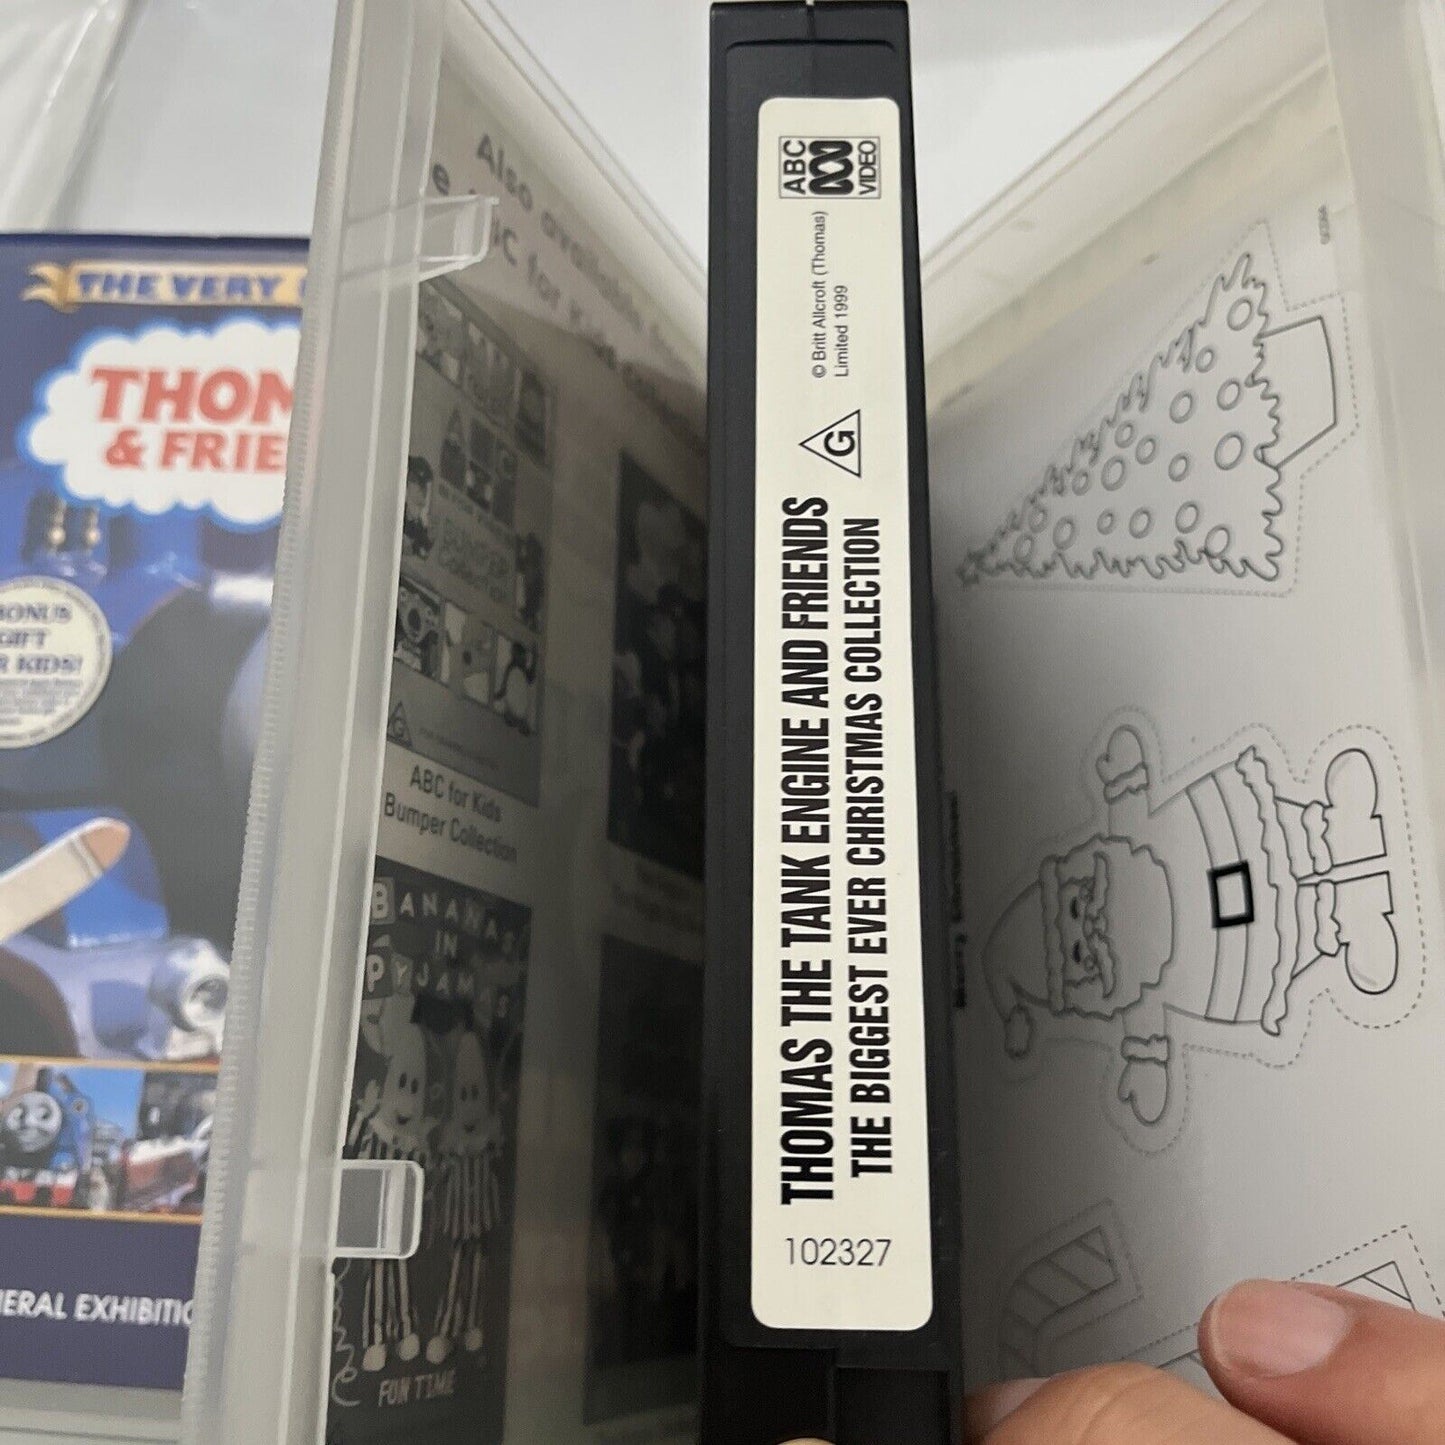 THE VERY
THOM
& FRIE
BONUS
GIFT
R KIDS!
ERAL EXHIBITIO
Also available
C for Kids
BUMPER
Collection
G
ABC for Kids
Bumper Collection
BANANAS
IN
PYJAMAS
FUN TIME
ABC
VIDEO
© Britt Allcroft (Thomas)
Limited 1999
G
THOMAS THE TANK ENGINE AND FRIENDS
THE BIGGEST EVER CHRISTMAS COLLECTION
102327